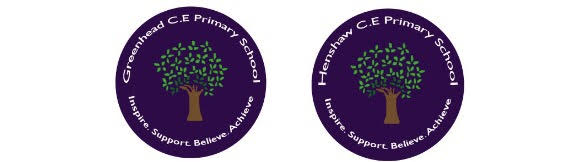 Greenhead C.E Primary School
Inspire. Support. Believe. Achieve
Henshaw C.E Primary School
Inspire. Support. Believe. Achieve